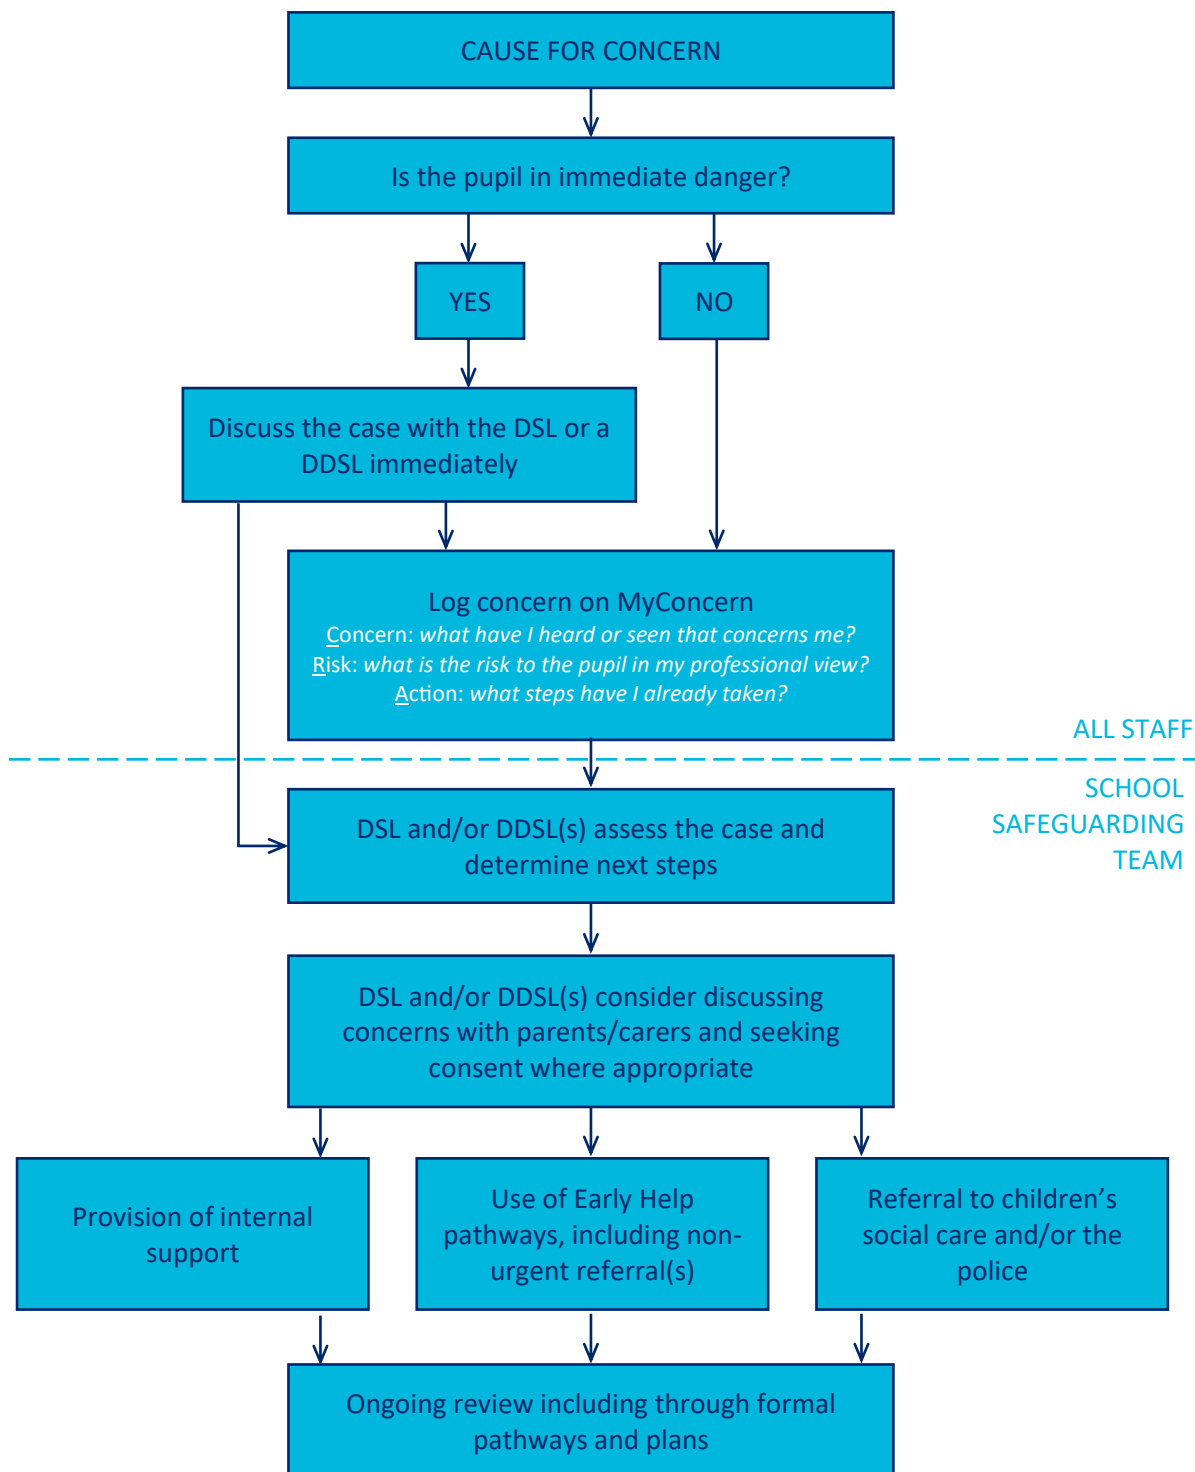 CAUSE FOR CONCERN
Is the pupil in immediate danger?
YES
NO
Discuss the case with the DSL or a
DDSL immediately
Log concern on MyConcern
Concern: what have I heard or seen that concerns me?
Risk: what is the risk to the pupil in my professional view?
Action: what steps have I already taken?
ALL STAFF
SCHOOL
SAFEGUARDING
TEAM
DSL and/or DDSL(s) assess the case and
determine next steps
DSL and/or DDSL(s) consider discussing
concerns with parents/carers and seeking
consent where appropriate
Provision of internal
support
Use of Early Help
pathways, including non-
urgent referral(s)
Referral to children’s
social care and/or the
police
Ongoing review including through formal
pathways and plans